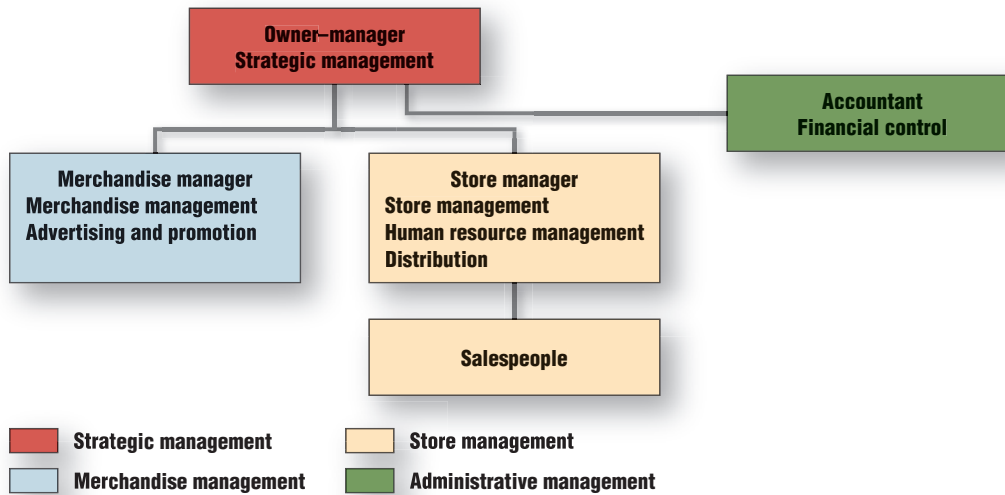 Owner–manager
Strategic management
Accountant
Financial control
Merchandise manager
Merchandise management
Advertising and promotion
Store manager
Store management
Human resource management
Distribution
Salespeople
Strategic management
Store management
Merchandise management
Administrative management